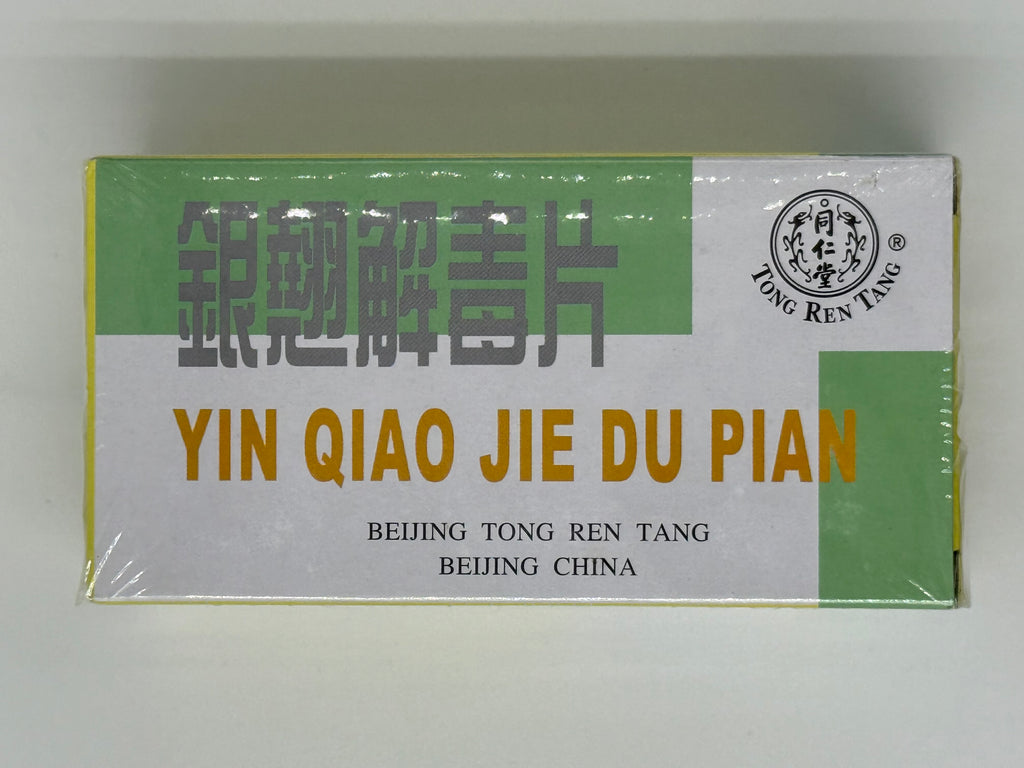 銀翹解毒片
同仁堂
TONG REN TANG
®
YIN QIAO JIE DU PIAN
BEIJING TONG REN TANG
BEIJING CHINA